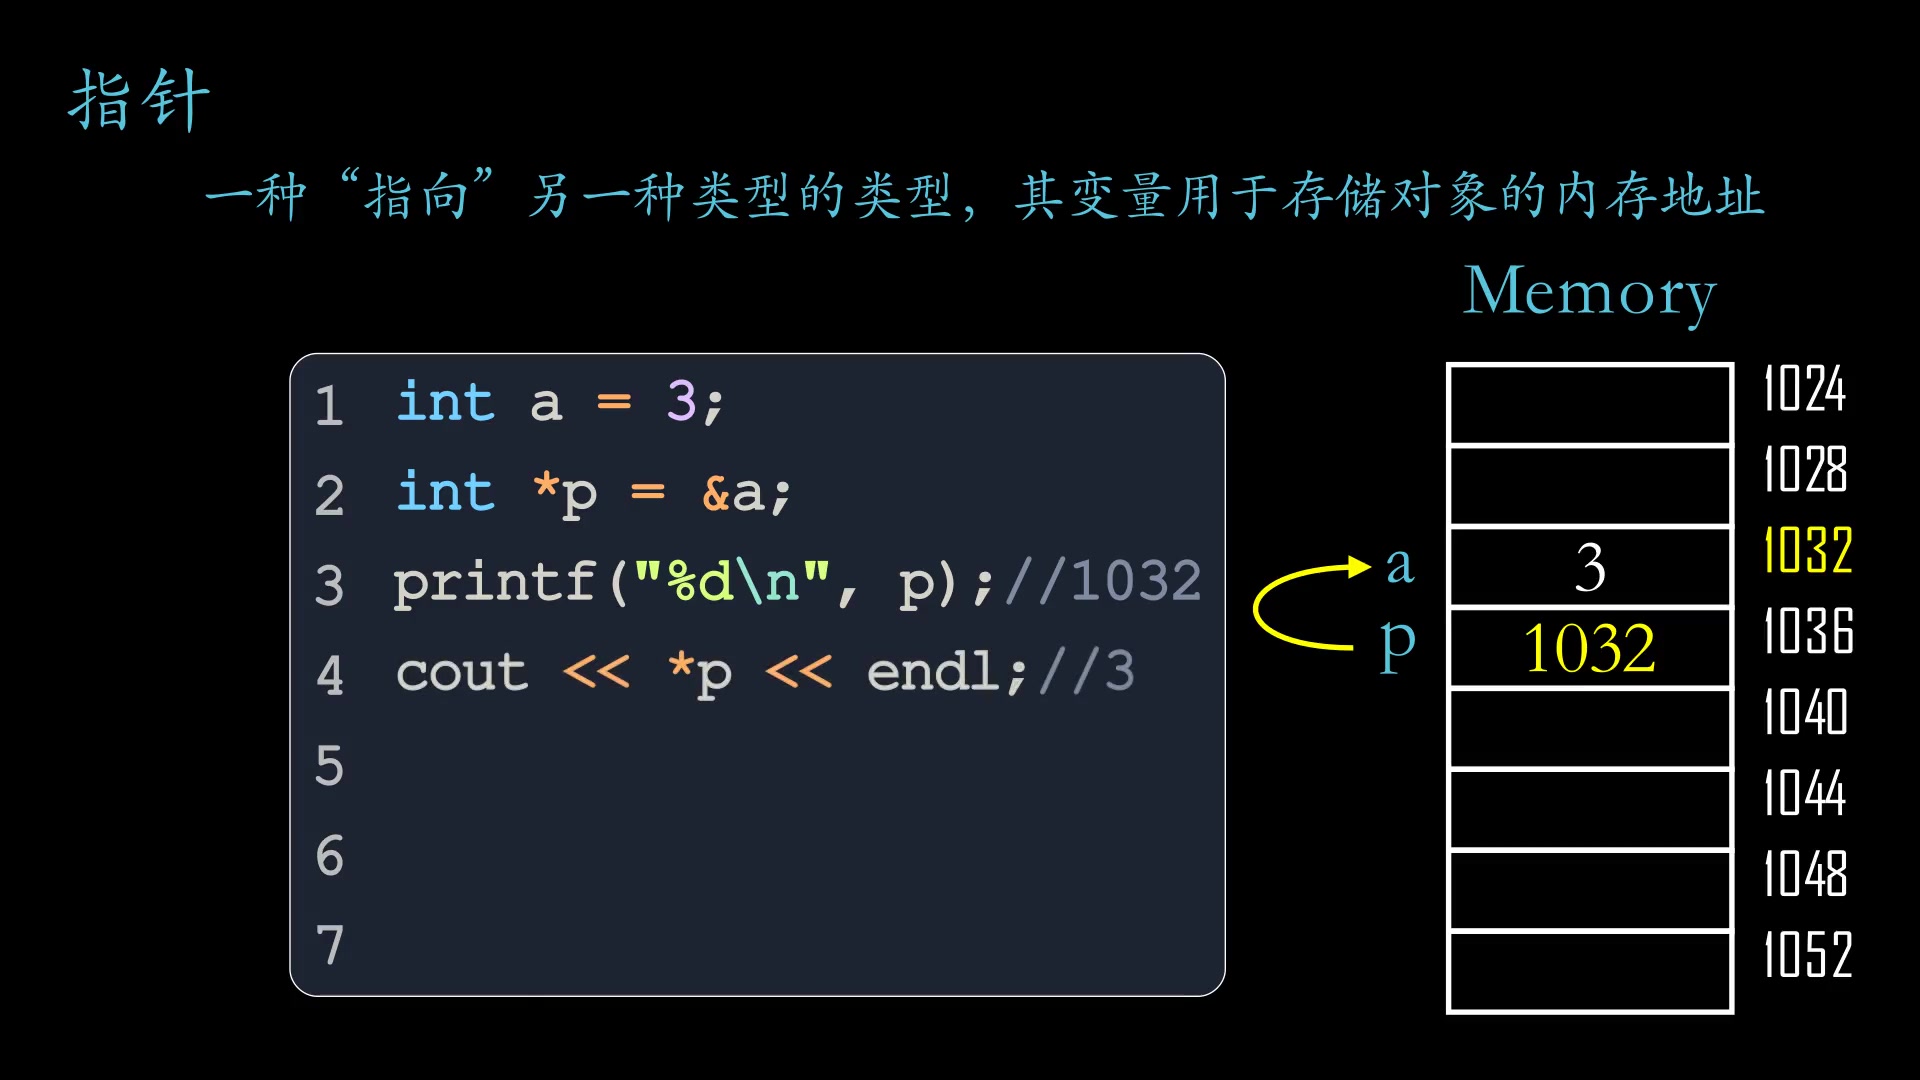 指针
一种“指向”另一种类型的类型，其变量用于存储对象的内存地址
Memory
1 int a = 3;
2 int *p = &a;
3 printf("%d\n", p);//1032
4 cout << *p << endl;//3
5
6
7
1024
1028
a 3 1032
p 1032 1036
1040
1044
1048
1052